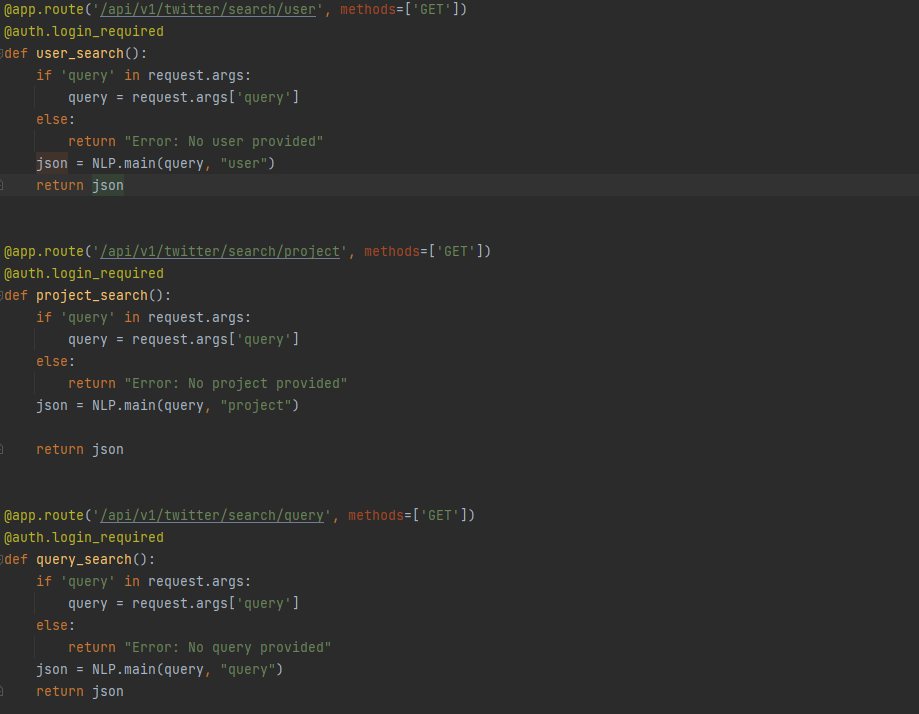 @app.route('/api/v1/twitter/search/user', methods=['GET'])
@auth.login_required
def user_search():
    if 'query' in request.args:
        query = request.args['query']
    else:
        return "Error: No user provided"
    json = NLP.main(query, "user")
    return json
@app.route('/api/v1/twitter/search/project', methods=['GET'])
@auth.login_required
def project_search():
    if 'query' in request.args:
        query = request.args['query']
    else:
        return "Error: No project provided"
    json = NLP.main(query, "project")
    return json
@app.route('/api/v1/twitter/search/query', methods=['GET'])
@auth.login_required
def query_search():
    if 'query' in request.args:
        query = request.args['query']
    else:
        return "Error: No query provided"
    json = NLP.main(query, "query")
    return json